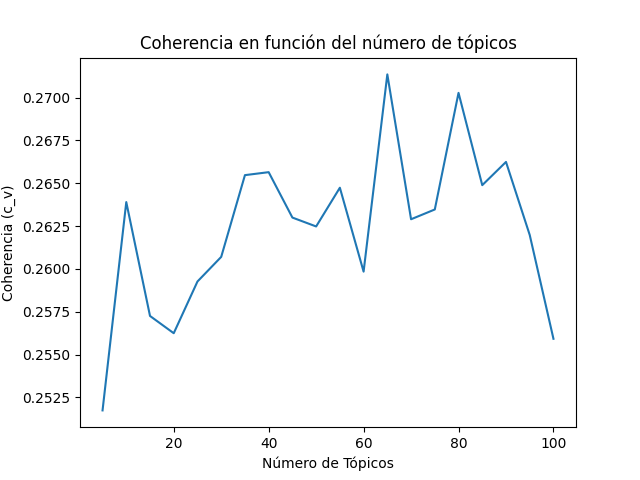 Coherencia en función del número de tópicos
Coherencia (c_v)
0.2700
0.2675
0.2650
0.2625
0.2600
0.2575
0.2550
0.2525
20 40 60 80 100
Número de Tópicos